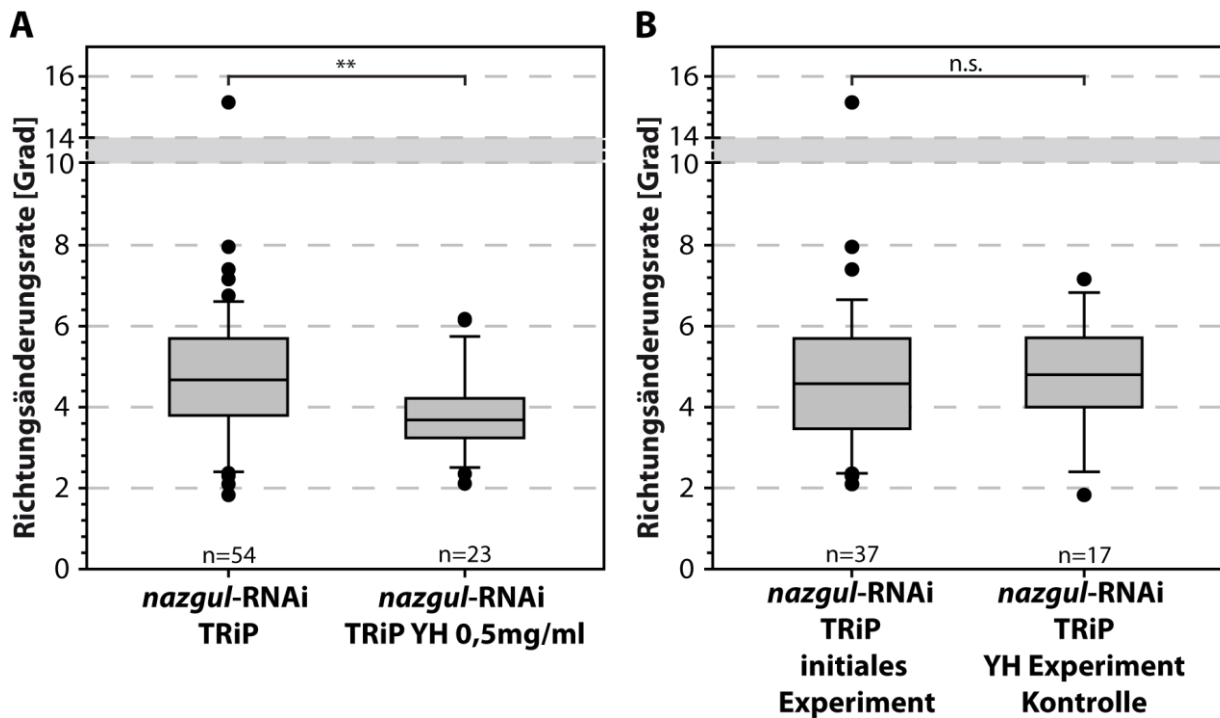 A
Richtungsänderungsrate [Grad]
16
14
10
8
6
4
2
0
**
n=54
n=23
nazgul-RNAi
TRiP
nazgul-RNAi
TRiP YH 0,5mg/ml
B
Richtungsänderungsrate [Grad]
16
14
10
8
6
4
2
0
n.s.
n=37
n=17
nazgul-RNAi
TRiP
initiales
Experiment
nazgul-RNAi
TRiP
YH Experiment
Kontrolle